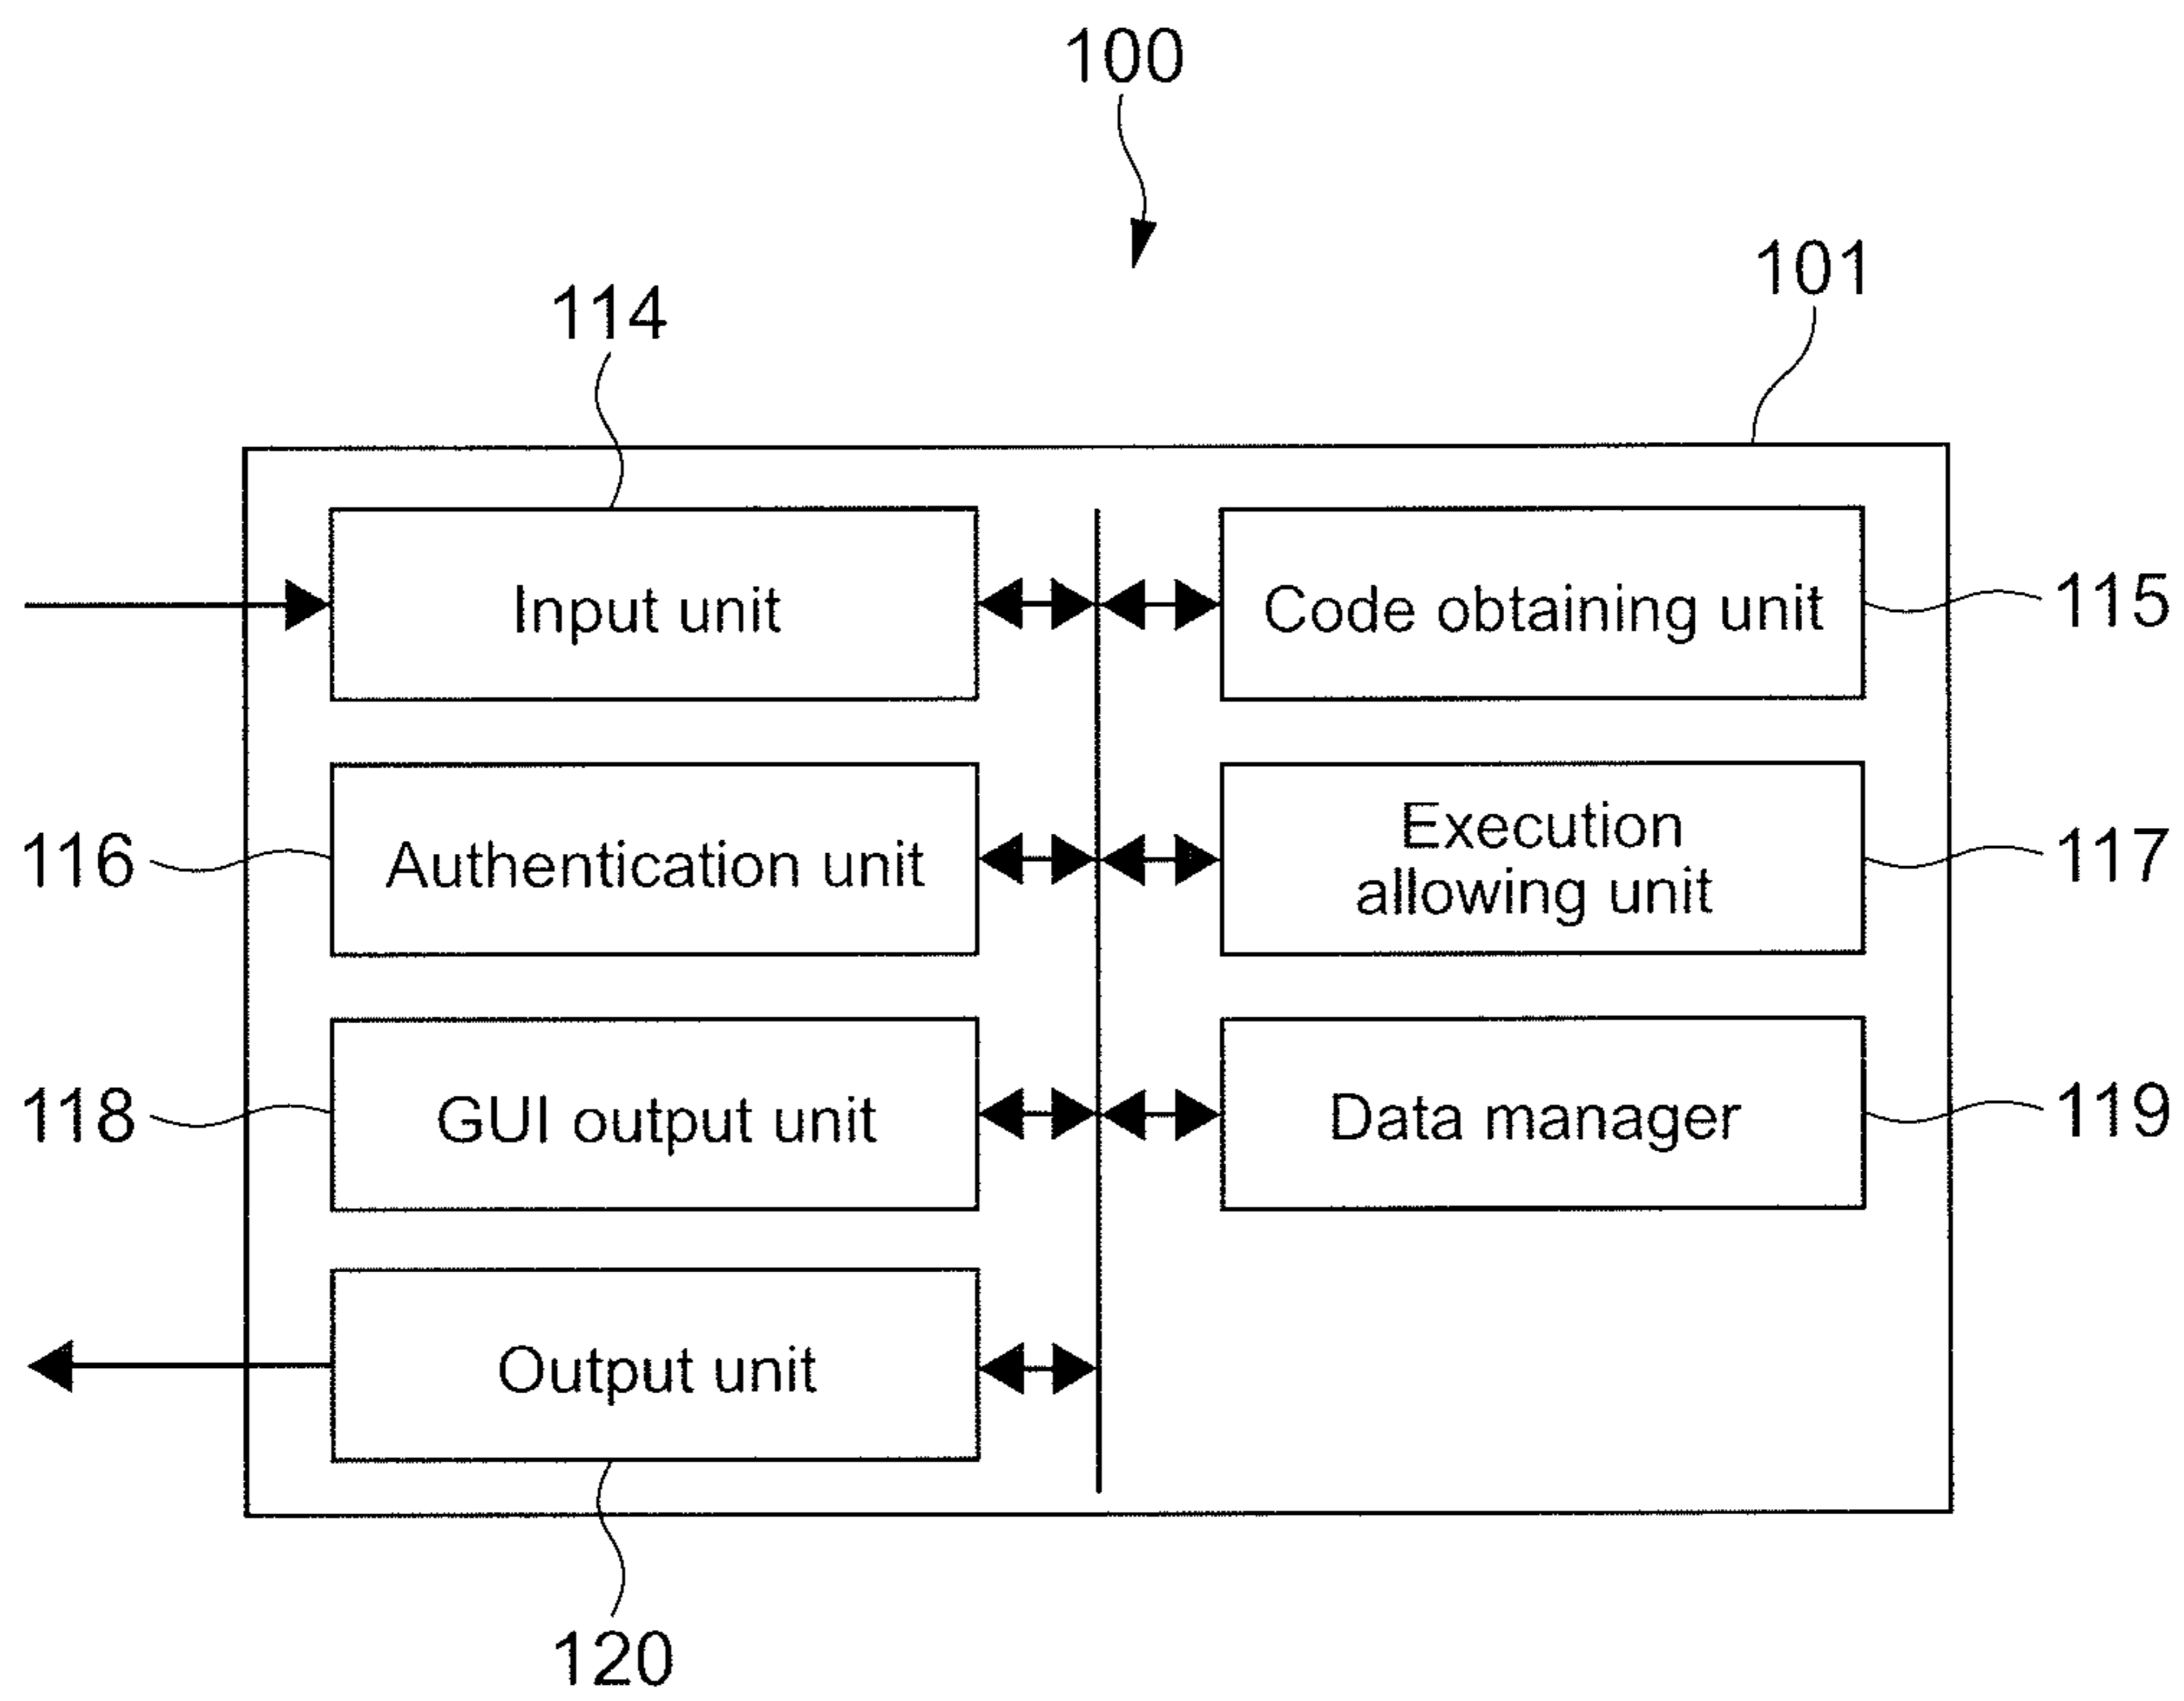 100
101
114
Input unit
Code obtaining unit
115
116
Authentication unit
Execution
allowing unit
117
118
GUI output unit
Data manager
119
Output unit
120